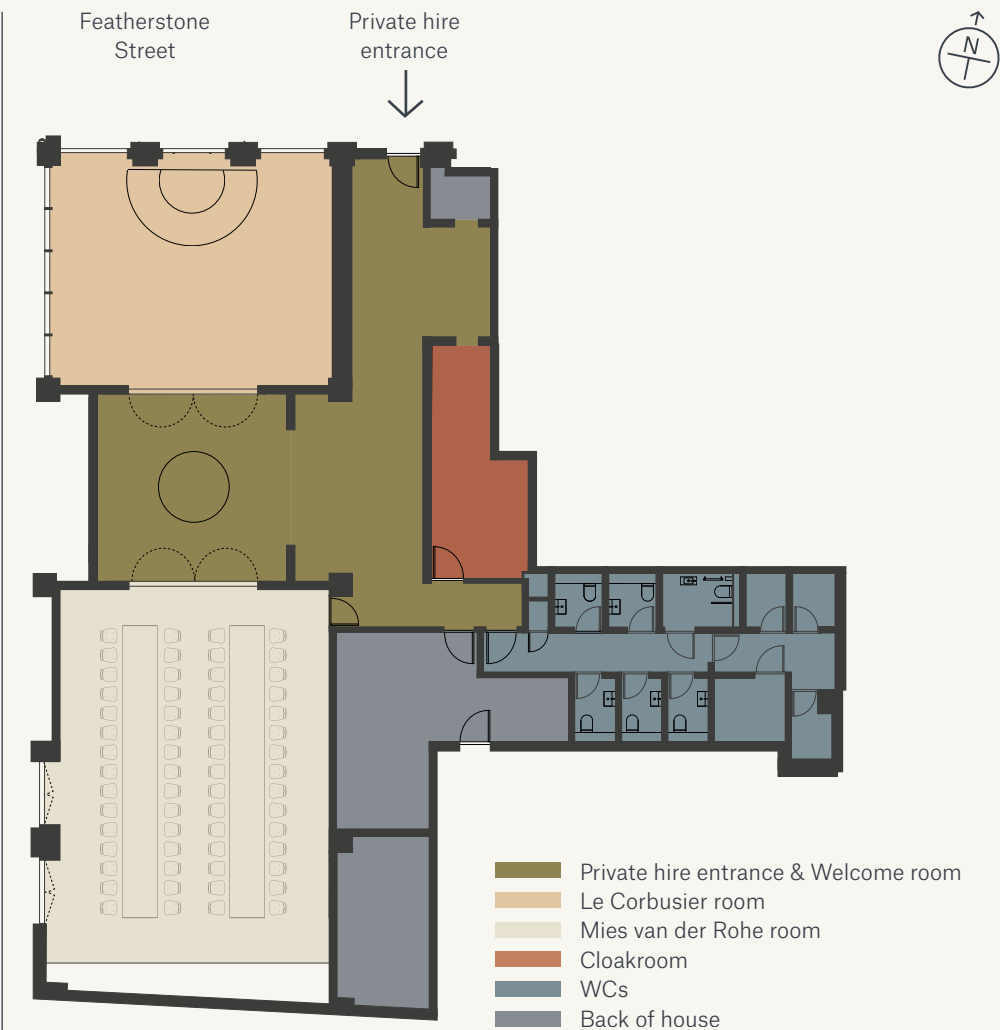 Featherstone
Street
Private hire
entrance
N
Private hire entrance & Welcome room
Le Corbusier room
Mies van der Rohe room
Cloakroom
WCs
Back of house